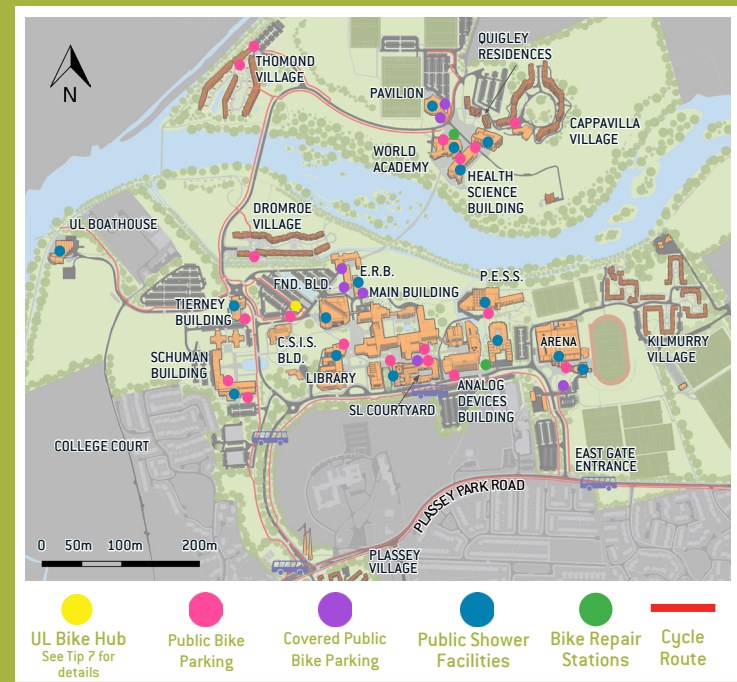 QUIGLEY
RESIDENCES
THOMOND
VILLAGE
N
PAVILION
CAPPAVILLA
VILLAGE
WORLD
ACADEMY
HEALTH
SCIENCE
BUILDING
DROMROE
VILLAGE
UL BOATHOUSE
FND. BLD.
E.R.B.
P.E.S.S.
MAIN BUILDING
TIERNEY
BUILDING
C.S.I.S.
BLD.
ARENA
KILMURRY
VILLAGE
SCHUMAN
BUILDING
LIBRARY
SL COURTYARD
ANALOG
DEVICES
BUILDING
COLLEGE COURT
EAST GATE
ENTRANCE
PLASSEY PARK ROAD
0 50m 100m 200m
PLASSEY
VILLAGE
UL Bike Hub
See Tip 7 for
details
Public Bike
Parking
Covered Public
Bike Parking
Public Shower
Facilities
Bike Repair
Stations
Cycle
Route